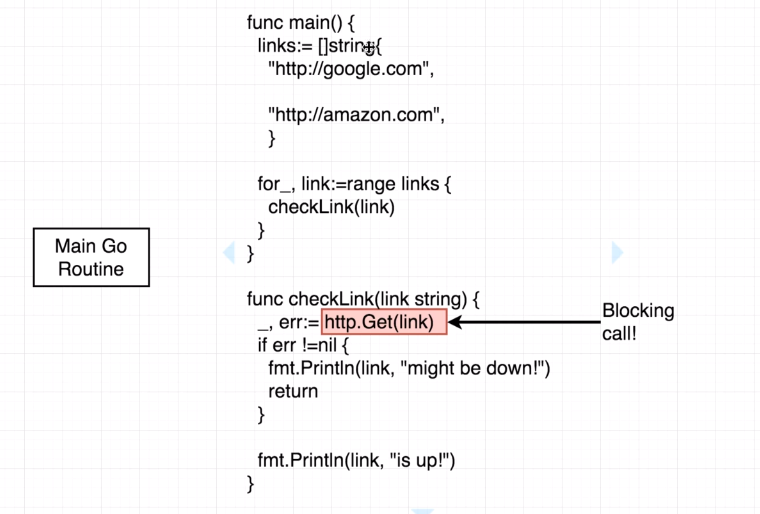 func main() {
links:= []string{
"http://google.com",
"http://amazon.com",
}
for_, link:=range links {
checkLink(link)
}
}
Main Go
Routine
func checkLink(link string) {
_, err:= http.Get(link)
Blocking
call!
if err !=nil {
fmt.Println(link, "might be down!")
return
}
fmt.Println(link, "is up!")
}